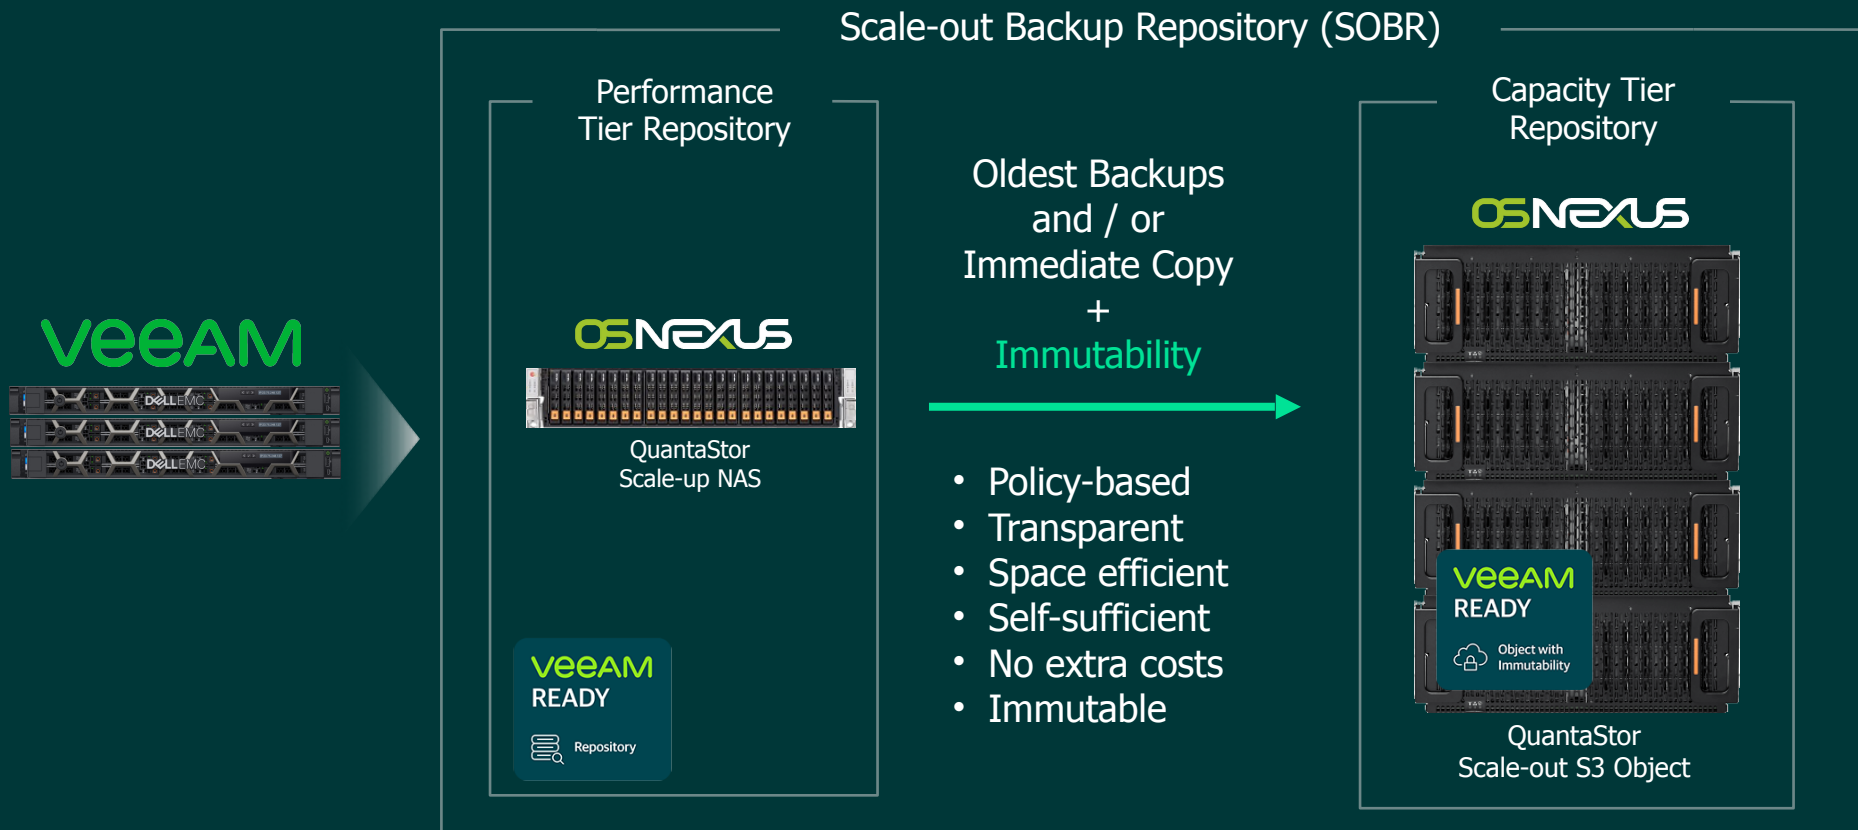 Scale-out Backup Repository (SOBR)
Performance
Tier Repository
Capacity Tier
Repository
Oldest Backups
and / or
Immediate Copy
+
Immutability
veeAM
DELLEMC
DELLEMC
DELLEMC
OSNEXUS
QuantaStor
Scale-up NAS
veeAM
READY
Repository
• Policy-based
• Transparent
• Space efficient
• Self-sufficient
• No extra costs
• Immutable
OSNEXUS
veeAM
READY
Object with
Immutability
QuantaStor
Scale-out S3 Object